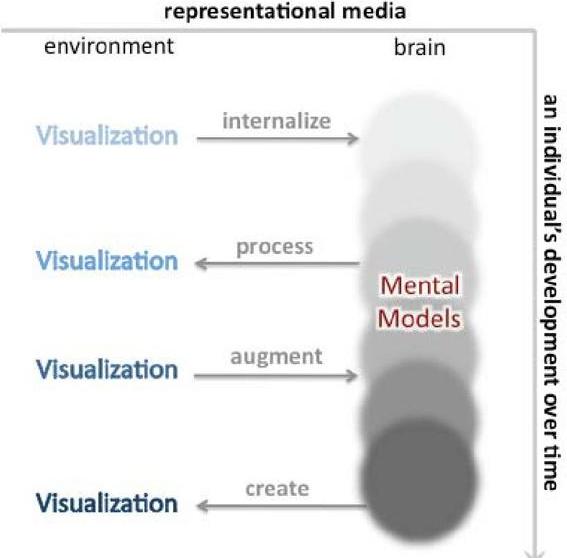 representational media
environment
brain
Visualization
internalize
Visualization
process
Mental
Models
Visualization
augment
Visualization
create
an individual's development over time